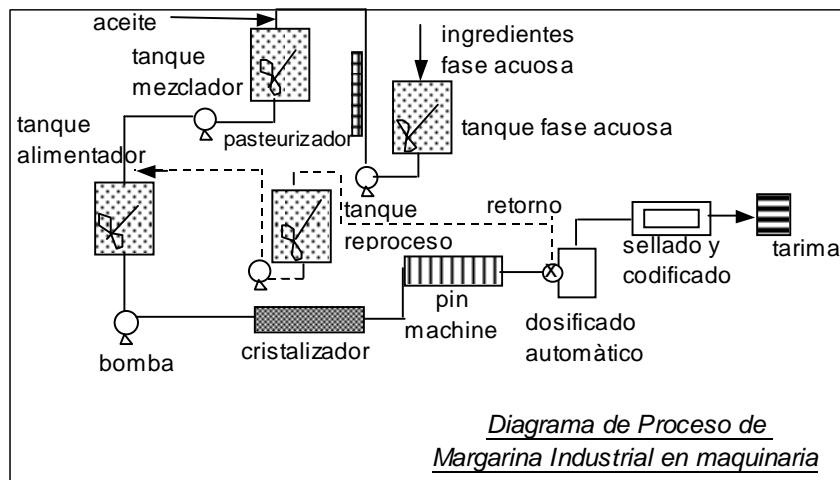 aceite
tanque
mezclador
ingredientes
fase acuosa
tanque
alimentador
pasteurizador
tanque fase acuosa
tanque
reproceso
retorno
sellado y
codificado
tarima
X
pin
machine
dosificado
automàtico
bomba
cristalizador
Diagrama de Proceso de
Margarina Industrial en maquinaria